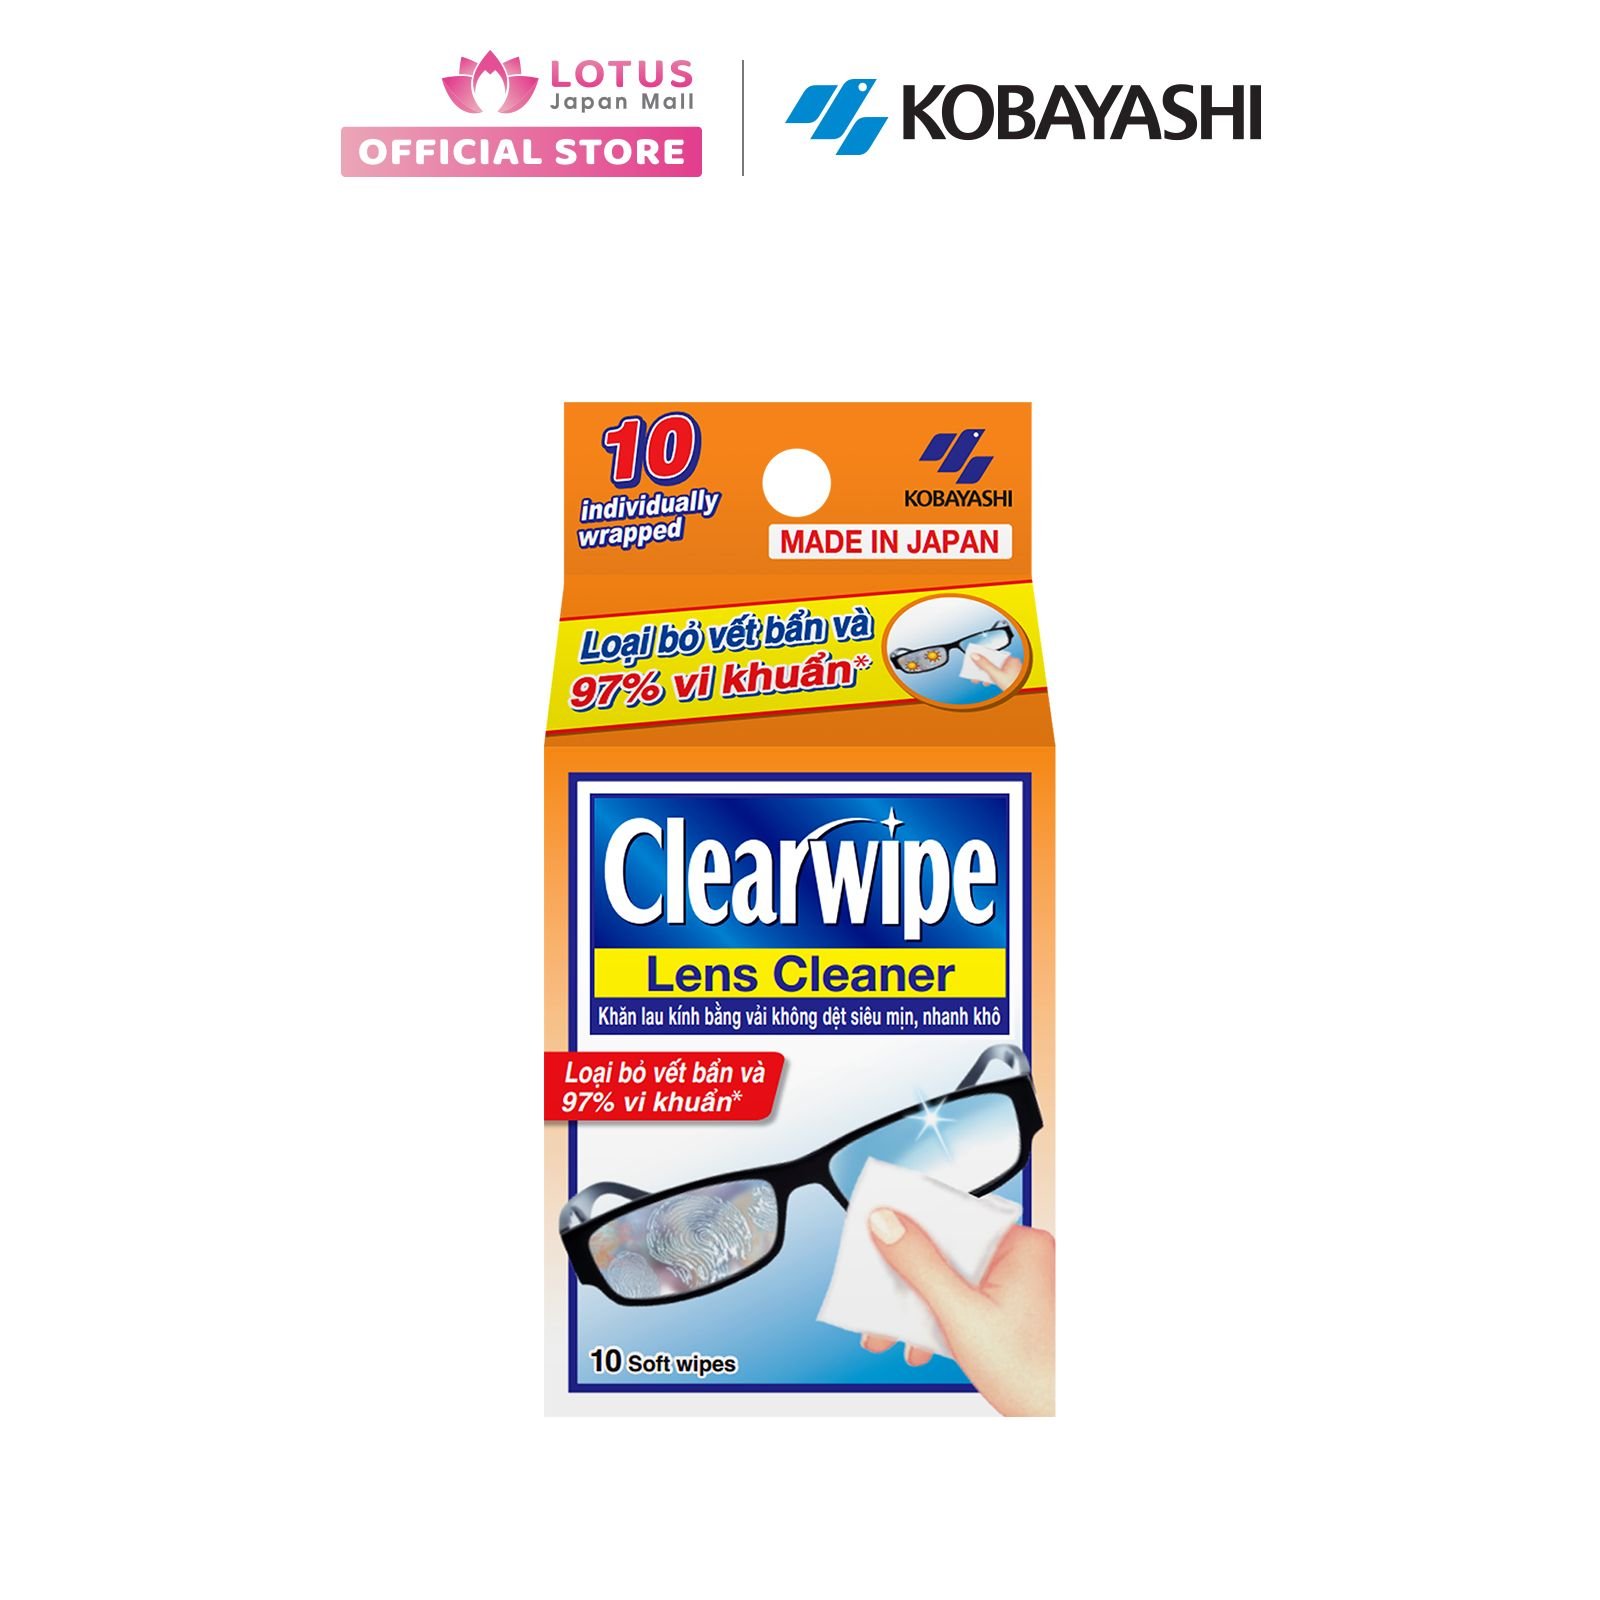 LOTUS
Japan Mall
OFFICIAL STORE
KOBAYASHI
10
individually
wrapped
KOBAYASHI
MADE IN JAPAN
Loại bỏ vết bẩn và
97% vi khuẩn*
Clearwipe
Lens Cleaner
Khăn lau kính bằng vải không dệt siêu mịn, nhanh khô
Loại bỏ vết bẩn và
97% vi khuẩn*
10 Soft wipes